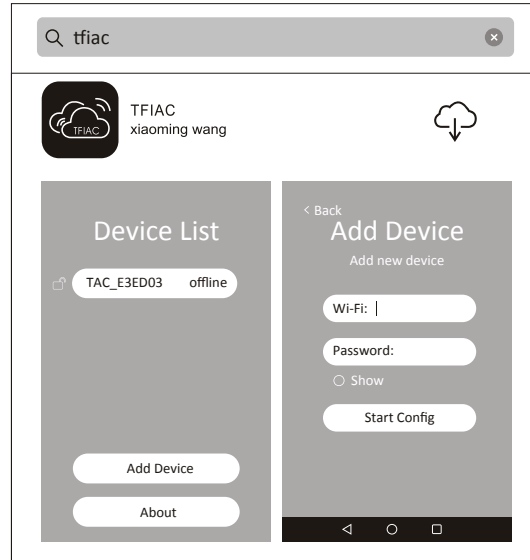 tfiac
TFIAC
TFIAC
xiaoming wang
Device List
TAC_E3ED03 offline
Add Device
About
< Back
Add Device
Add new device
Wi-Fi:
Password:
Show
Start Config